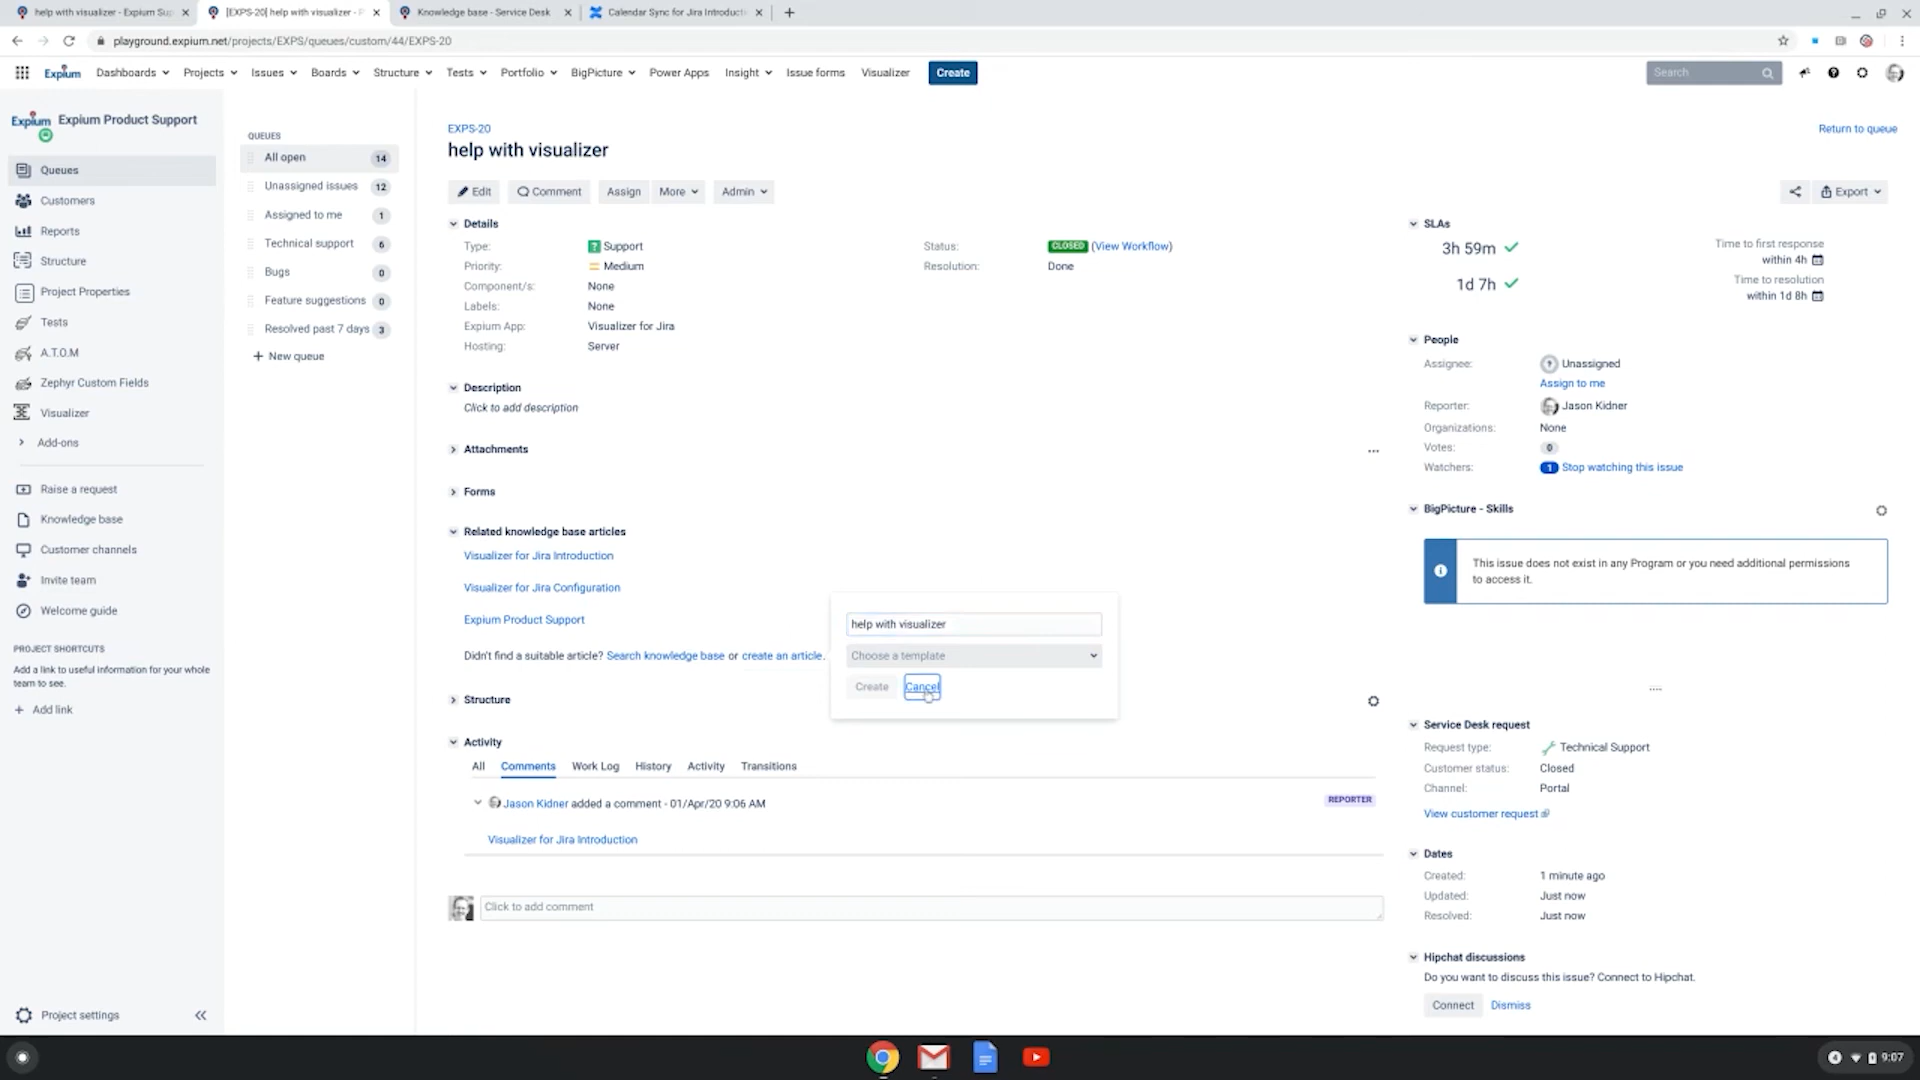 help with visualizer - Expium Sup
[EXPS-20] help with visualizer - P
Knowledge base - Service Desk
Calendar Sync for Jira Introducti
playground.expium.net/projects/EXPS/queues/custom/44/EXPS-20
Expium
Dashboards
Projects
Issues
Boards
Structure
Tests
Portfolio
BigPicture
Power Apps
Insight
Issue forms
Visualizer
Create
Search
Expium
Expium Product Support
Queues
Customers
Reports
Structure
Project Properties
Tests
A.T.O.M
Zephyr Custom Fields
Visualizer
Add-ons
Raise a request
Knowledge base
Customer channels
Invite team
Welcome guide
PROJECT SHORTCUTS
Add a link to useful information for your whole
team to see.
+ Add link
Project settings
QUEUES
All open 14
Unassigned issues 12
Assigned to me 1
Technical support 6
Bugs 0
Feature suggestions 0
Resolved past 7 days 3
+ New queue
EXPS-20
Return to queue
help with visualizer
Edit
Comment
Assign
More
Admin
Export
Details
Type: Support
Status: CLOSED (View Workflow)
Priority: Medium
Resolution: Done
Component/s: None
Labels: None
Expium App: Visualizer for Jira
Hosting: Server
Description
Click to add description
Attachments
Forms
Related knowledge base articles
Visualizer for Jira Introduction
Visualizer for Jira Configuration
Expium Product Support
Didn't find a suitable article? Search knowledge base or create an article.
help with visualizer
Choose a template
Create
Cancel
Structure
Activity
All
Comments
Work Log
History
Activity
Transitions
Jason Kidner added a comment - 01/Apr/20 9:06 AM
REPORTER
Visualizer for Jira Introduction
Click to add comment
SLAs
3h 59m
Time to first response
within 4h
1d 7h
Time to resolution
within 1d 8h
People
Assignee: Unassigned
Assign to me
Reporter: Jason Kidner
Organizations: None
Votes: 0
Watchers: 1 Stop watching this issue
BigPicture - Skills
This issue does not exist in any Program or you need additional permissions
to access it.
Service Desk request
Request type: Technical Support
Customer status: Closed
Channel: Portal
View customer request
Dates
Created: 1 minute ago
Updated: Just now
Resolved: Just now
Hipchat discussions
Do you want to discuss this issue? Connect to Hipchat.
Connect
Dismiss
4
9:07